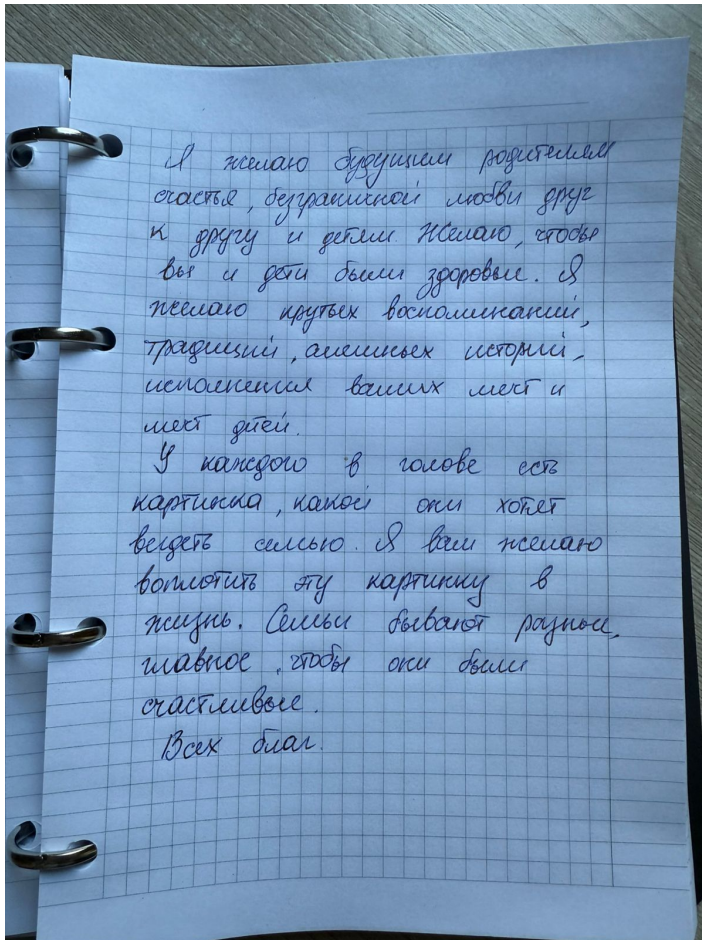 Я желаю будущим родителям
счастья, безграничной любви друг
к другу и детям. Желаю, чтобы
вы и дети были здоровые. Я
желаю крутых воспоминаний,
традиций, смешных историй,
исполнения ваших мечт и
мечт дтей.
У каждого в голове есть
картинка, какой они хотят
видеть семью. Я вам желаю
воплотить эту картинку в
жизнь. Семьи бывают разные,
главное, чтобы они были
счастливые.
Всех благ.